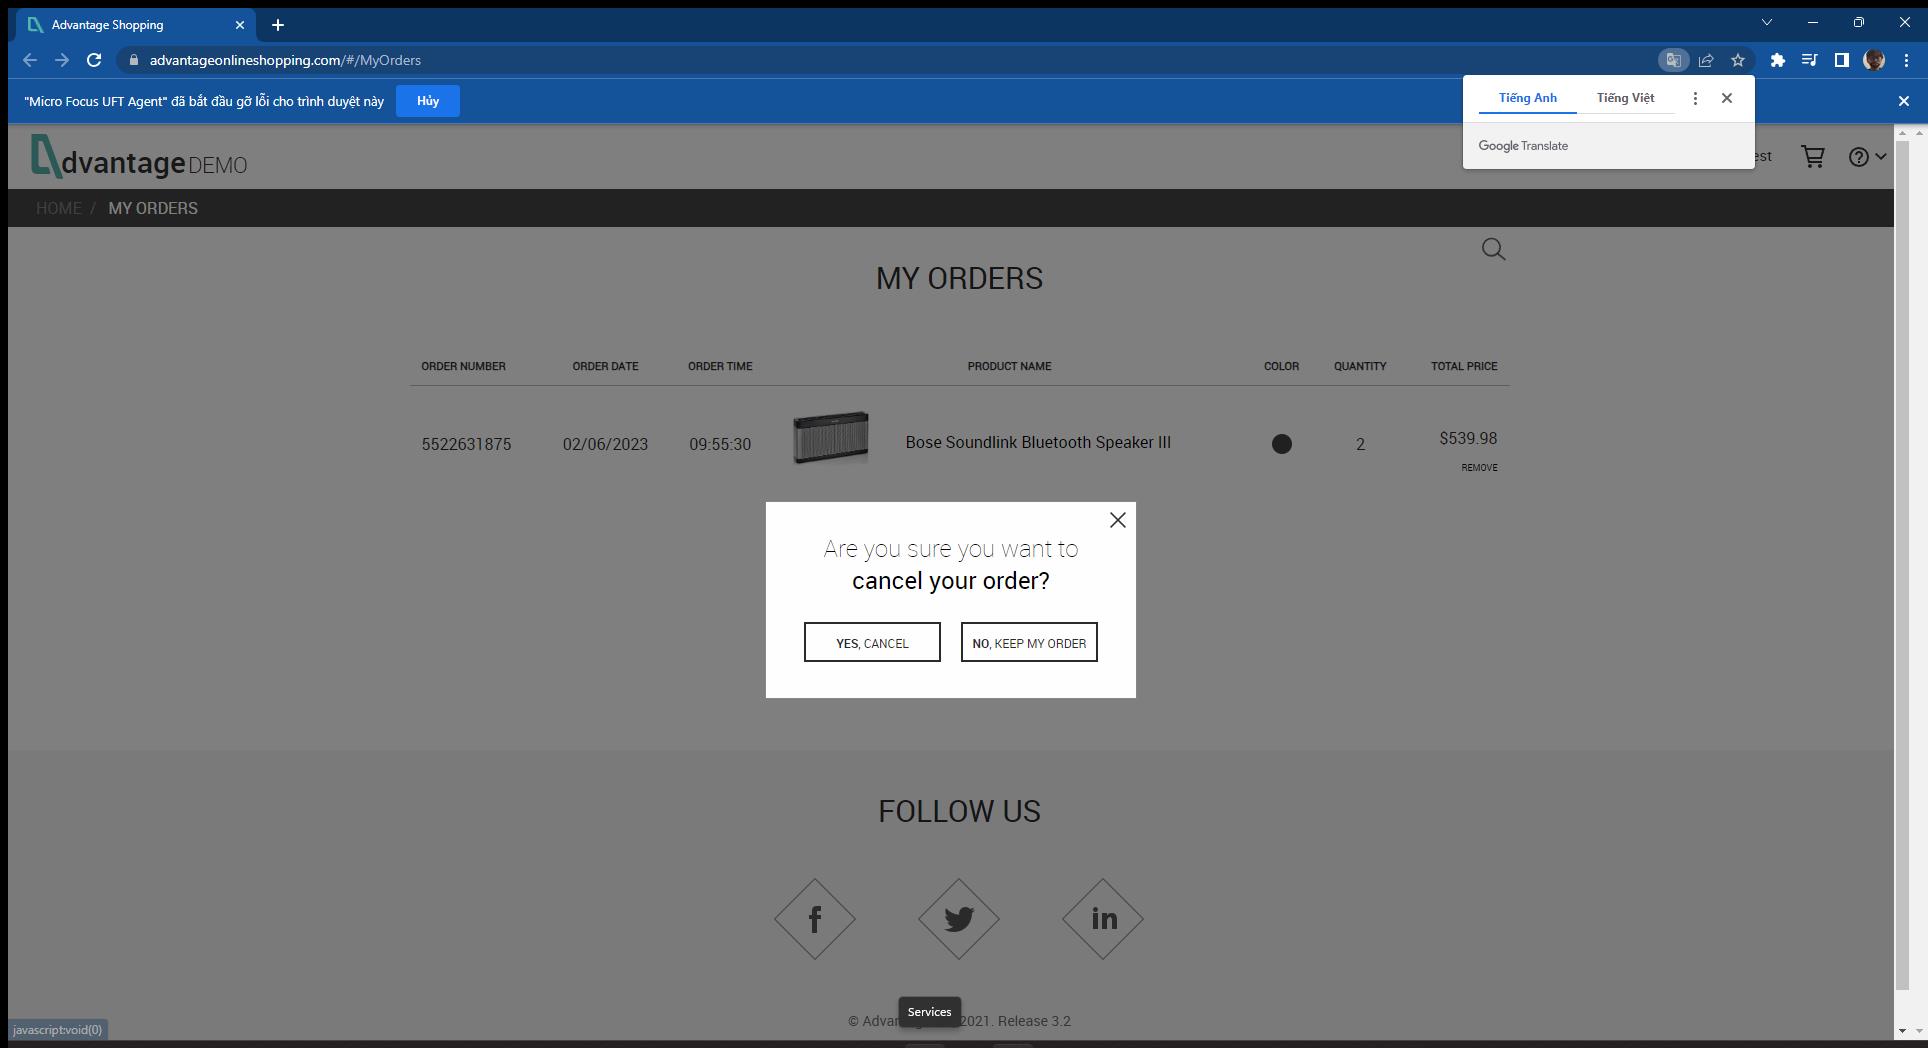 Advantage Shopping
advantageonlineshopping.com/#/MyOrders
"Micro Focus UFT Agent" đã bắt đầu gỡ lỗi cho trình duyệt này
Hủy
Tiếng Anh
Tiếng Việt
Google Translate
dvantage DEMO
est
HOME / MY ORDERS
MY ORDERS
ORDER NUMBER ORDER DATE ORDER TIME PRODUCT NAME COLOR QUANTITY TOTAL PRICE
5522631875 02/06/2023 09:55:30 Bose Soundlink Bluetooth Speaker III 2 $539.98
REMOVE
Are you sure you want to
cancel your order?
YES, CANCEL
NO, KEEP MY ORDER
FOLLOW US
f
in
Services
© Advan 2021. Release 3.2
javascript:void(0)